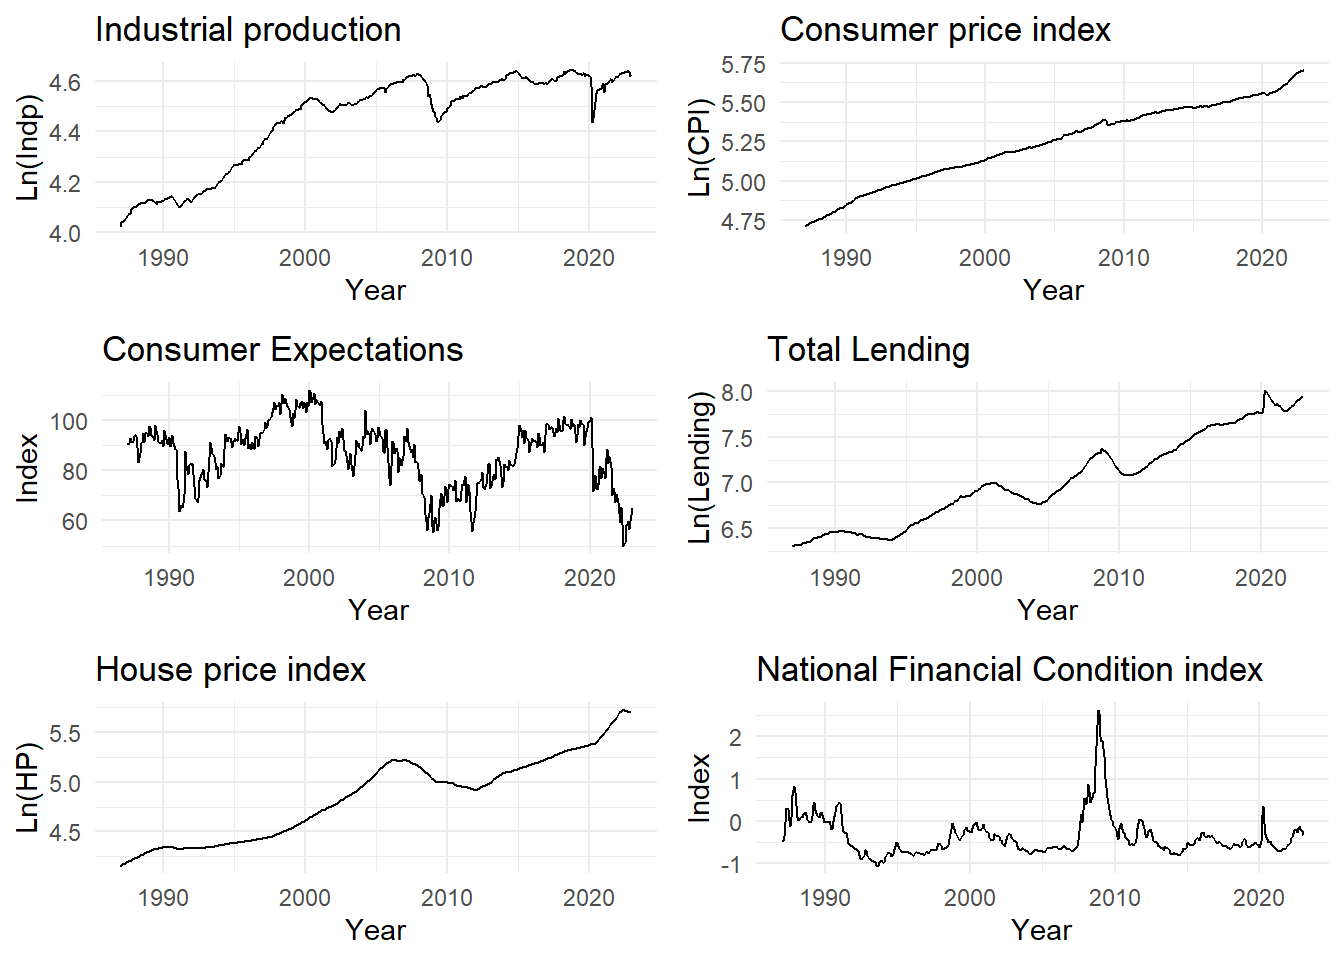 Industrial production
Ln(Indp)
4.6
4.4
4.2
4.0
1990 2000 2010 2020
Year
Consumer price index
Ln(CPI)
5.75
5.50
5.25
5.00
4.75
1990 2000 2010 2020
Year
Consumer Expectations
Index
100
80
60
1990 2000 2010 2020
Year
Total Lending
Ln(Lending)
8.0
7.5
7.0
6.5
1990 2000 2010 2020
Year
House price index
Ln(HP)
5.5
5.0
4.5
1990 2000 2010 2020
Year
National Financial Condition index
Index
2
1
0
-1
1990 2000 2010 2020
Year